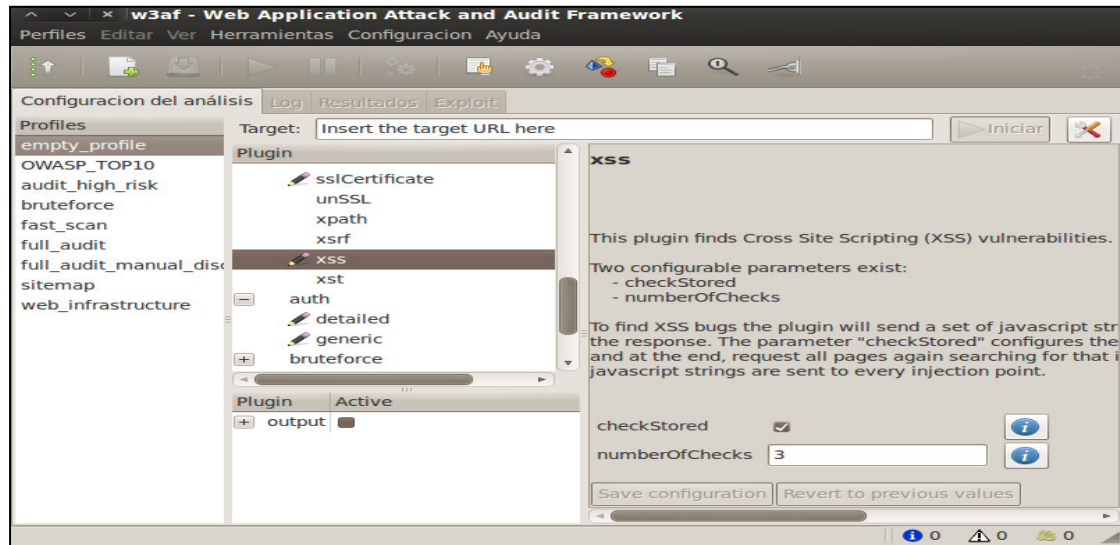 w3af - Web Application Attack and Audit Framework
Perfiles Editar Ver Herramientas Configuracion Ayuda
Configuracion del análisis Log Resultados Exploit
Profiles
empty_profile
OWASP_TOP10
audit_high_risk
bruteforce
fast_scan
full_audit
full_audit_manual_disc
sitemap
web_infrastructure
Target: Insert the target URL here Iniciar
Plugin
sslCertificate
unSSL
xpath
xsrf
xss
xst
auth
detailed
generic
bruteforce
Plugin Active
output
xss
This plugin finds Cross Site Scripting (XSS) vulnerabilities.
Two configurable parameters exist:
- checkStored
- numberOfChecks
To find XSS bugs the plugin will send a set of javascript str
the response. The parameter "checkStored" configures the
and at the end, request all pages again searching for that i
javascript strings are sent to every injection point.
checkStored
numberOfChecks 3
Save configuration Revert to previous values
0 0 0